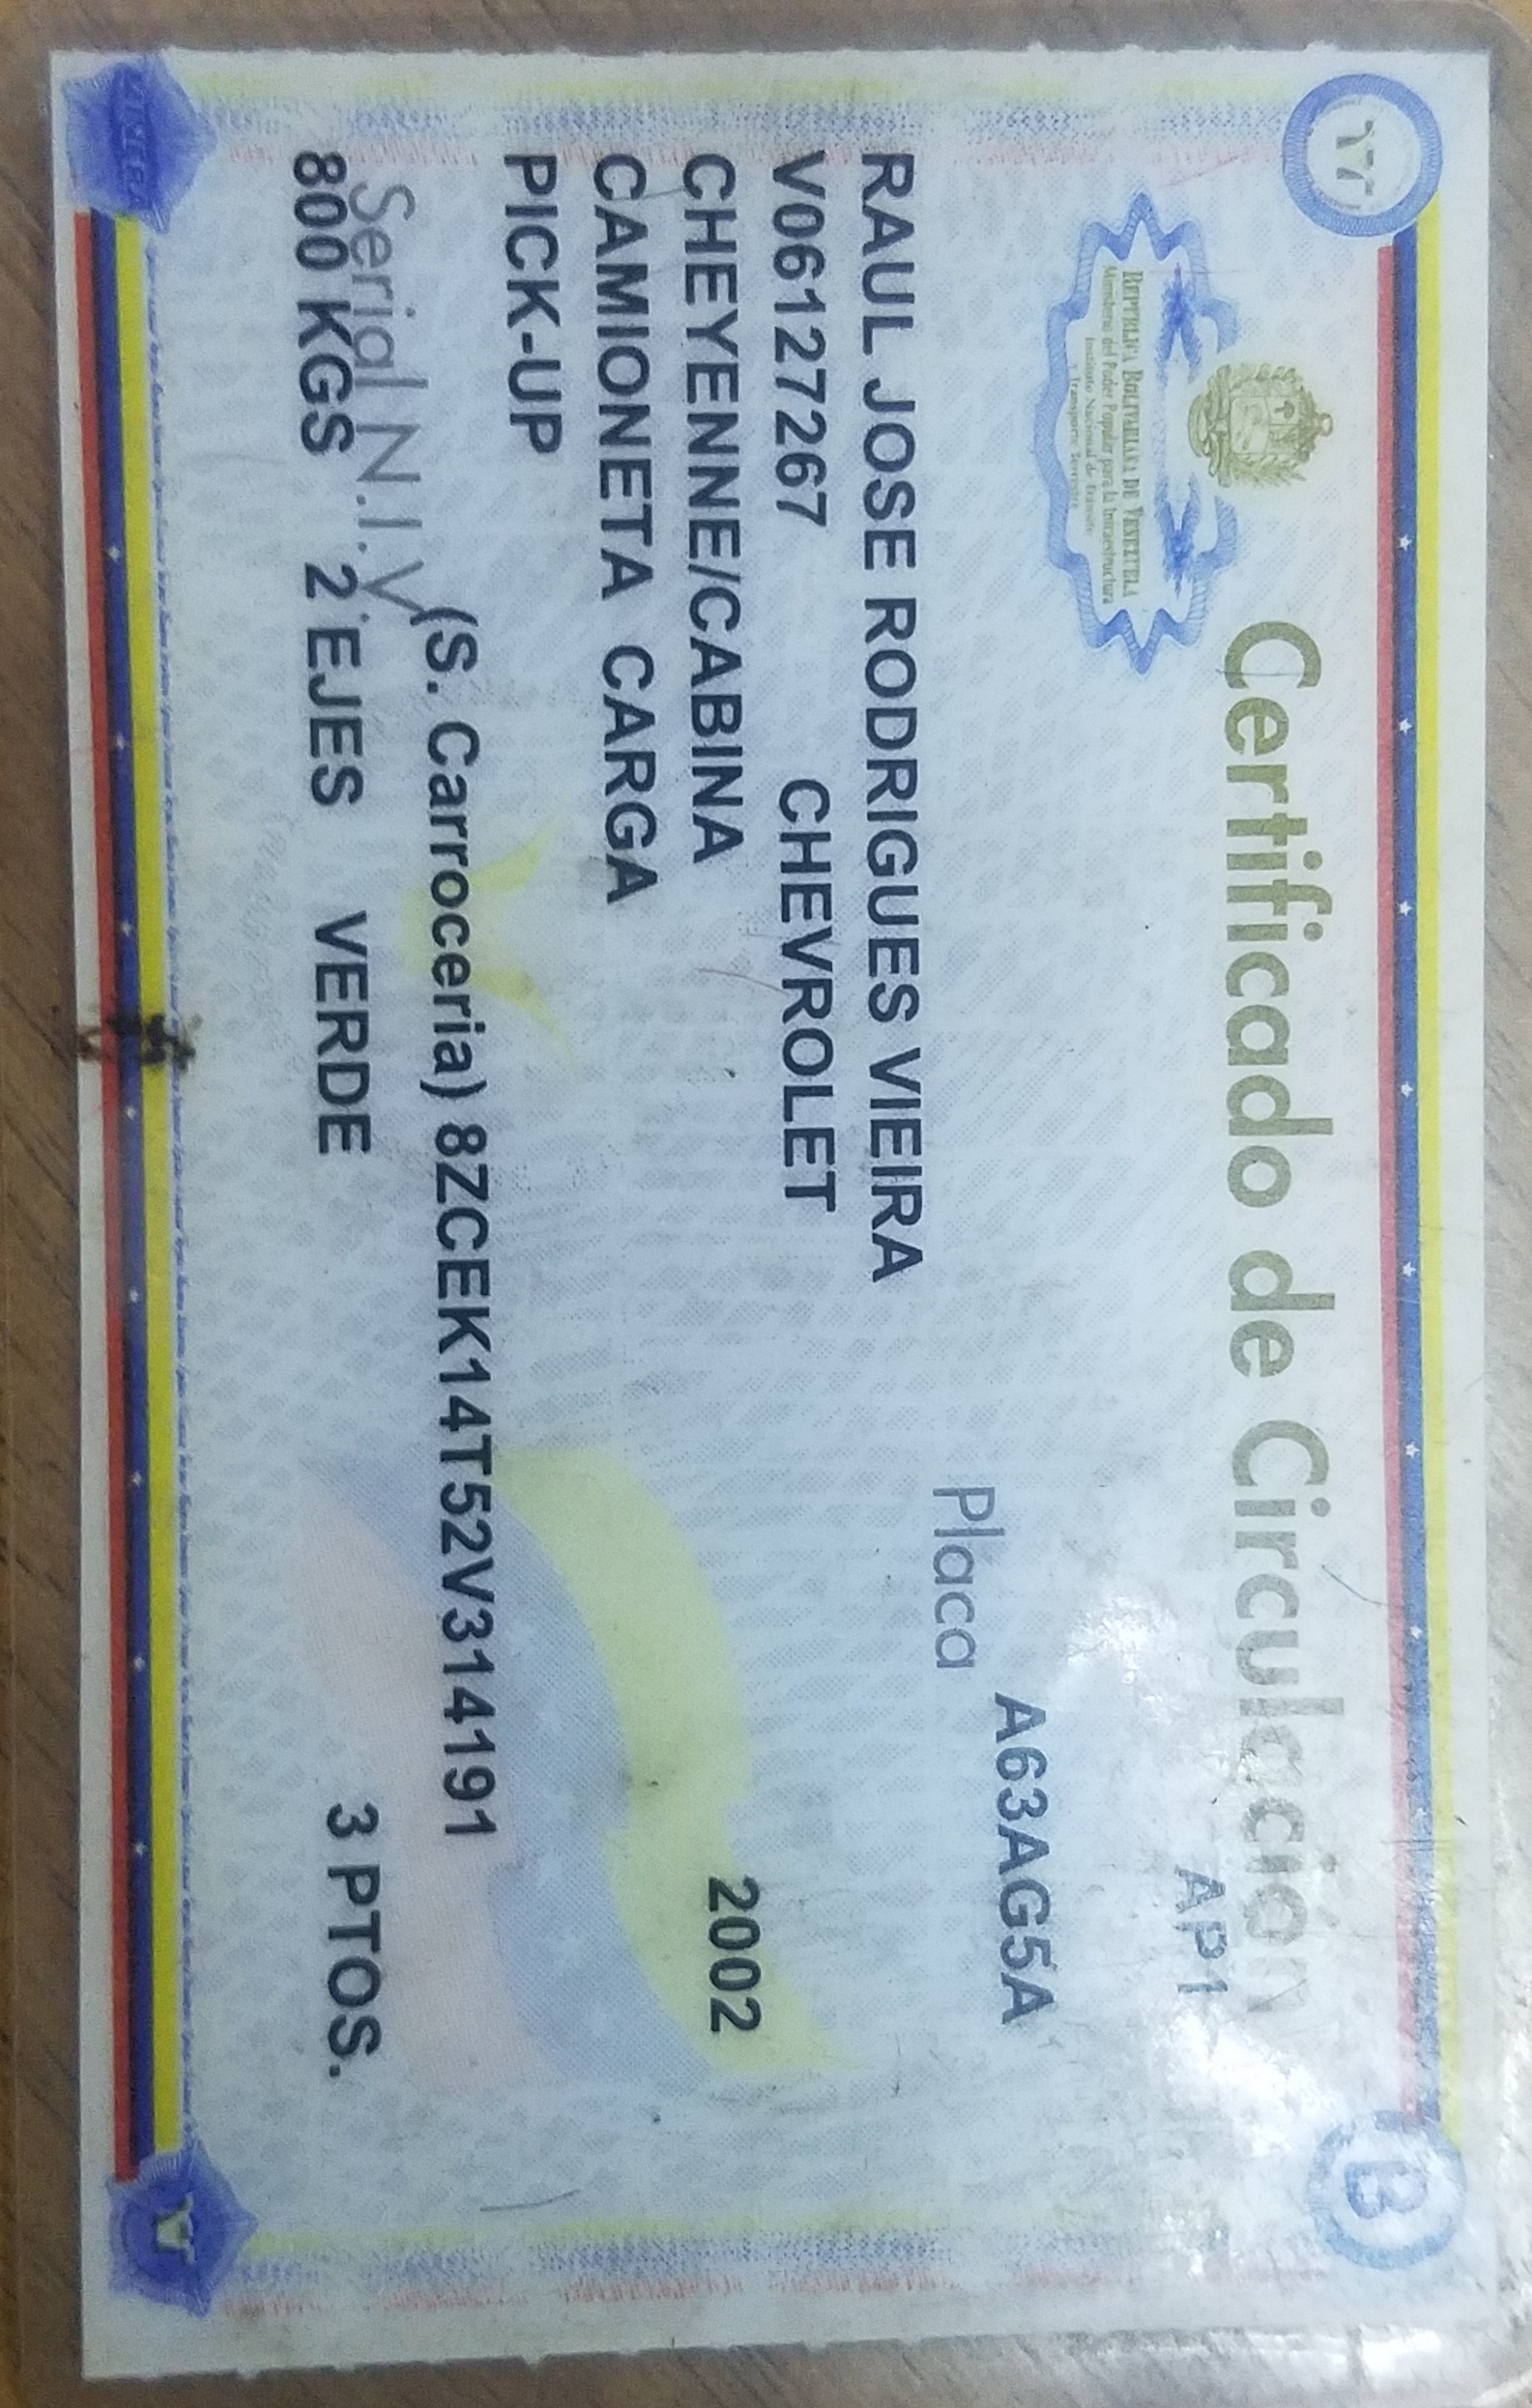 Certificado de Circulación
REPÚBLICA BOLIVARIANA DE VENEZUELA
Ministerio del Poder Popular para la Infraestructura
Instituto Nacional de Tránsito
y Transporte Terrestre
AP1
A63AG5A
Placa
RAUL JOSE RODRIGUES VIEIRA
V06127267 CHEVROLET
CHEYENNE/CABINA 2002
CAMIONETA CARGA
PICK-UP
(S. Carroceria) 8ZCEK14T52V314191
Serial N.I.V.
800 KGS 2 EJES VERDE 3 PTOS.
B